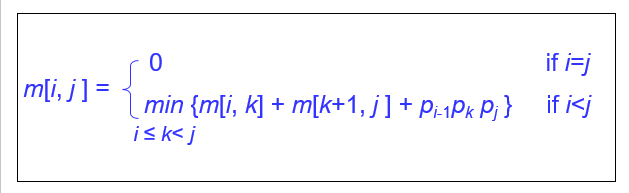 0 if i=j
m[i, j ] = {
min {m[i, k] + m[k+1, j ] + pi-1pk pj } if i<j
i ≤ k< j